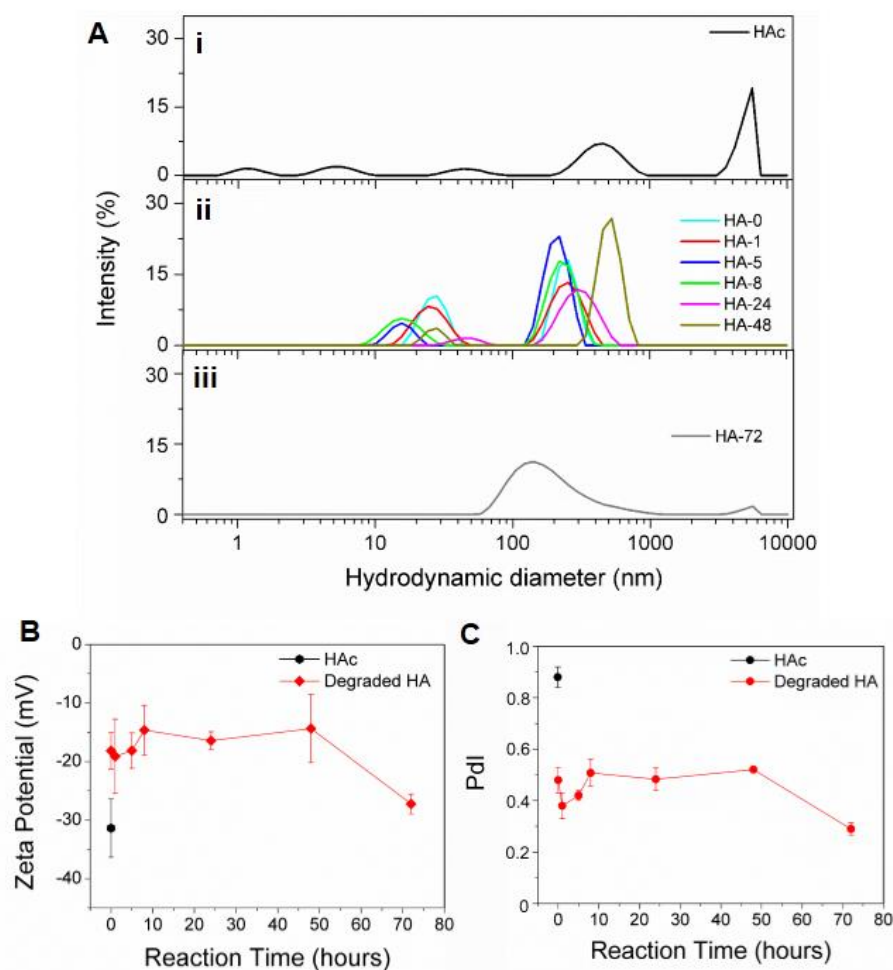 A
i
HAc
30
15
0
ii
HA-0
HA-1
HA-5
HA-8
HA-24
HA-48
30
15
0
Intensity (%)
iii
HA-72
30
15
0
1 10 100 1000 10000
Hydrodynamic diameter (nm)
B
HAc
Degraded HA
0
-10
-20
-30
-40
Zeta Potential (mV)
0 10 20 30 40 50 60 70 80
Reaction Time (hours)
C
HAc
Degraded HA
1.0
0.8
0.6
0.4
0.2
0.0
PdI
0 10 20 30 40 50 60 70 80
Reaction Time (hours)